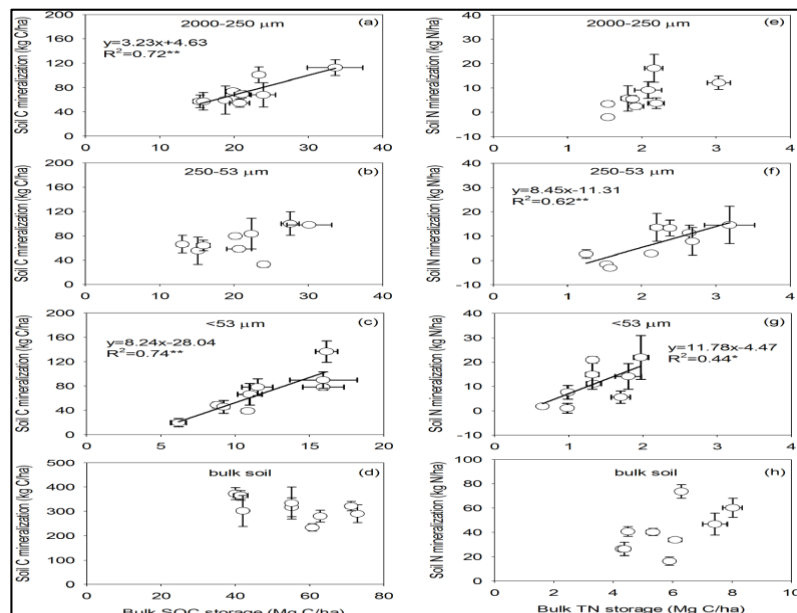 2000-250 μm
(a)
y=3.23x+4.63
R²=0.72**
Soil C mineralization (kg C/ha)
200
160
120
80
40
0
0 10 20 30 40
2000-250 μm
(e)
Soil N mineralization (kg N/ha)
40
30
20
10
0
-10
0 1 2 3 4
250-53 μm
(b)
Soil C mineralization (kg C/ha)
200
160
120
80
40
0
0 10 20 30 40
250-53 μm
(f)
y=8.45x-11.31
R²=0.62**
Soil N mineralization (kg N/ha)
40
30
20
10
0
-10
0 1 2 3 4
<53 μm
(c)
y=8.24x-28.04
R²=0.74**
Soil C mineralization (kg C/ha)
200
160
120
80
40
0
0 5 10 15 20
<53 μm
(g)
y=11.78x-4.47
R²=0.44*
Soil N mineralization (kg N/ha)
40
30
20
10
0
-10
0 1 2 3 4
bulk soil
(d)
Soil C mineralization (kg C/ha)
500
400
300
200
100
0
0 20 40 60 80
Bulk SOC storage (Mg C/ha)
bulk soil
(h)
Soil N mineralization (kg N/ha)
100
80
60
40
20
0
0 2 4 6 8 10
Bulk TN storage (Mg C/ha)